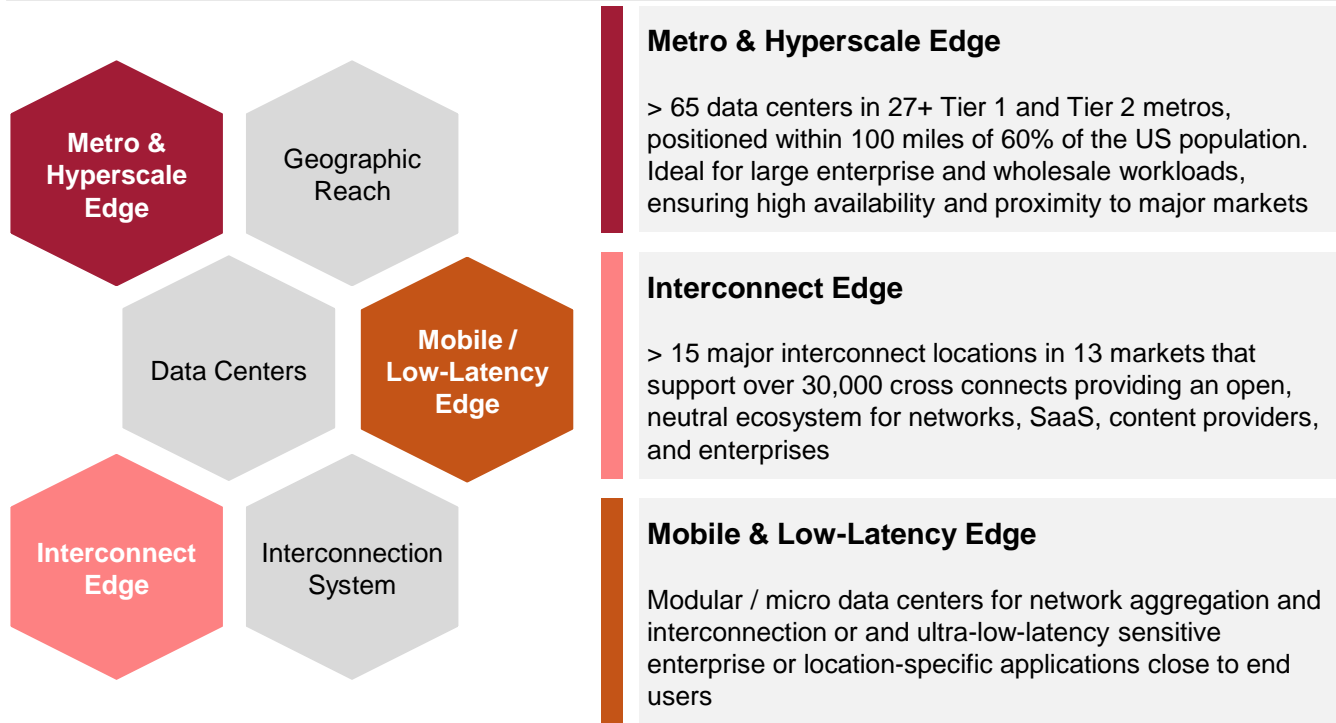 Metro &
Hyperscale
Edge
Geographic
Reach
Data Centers
Mobile /
Low-Latency
Edge
Interconnect
Edge
Interconnection
System
Metro & Hyperscale Edge
> 65 data centers in 27+ Tier 1 and Tier 2 metros,
positioned within 100 miles of 60% of the US population.
Ideal for large enterprise and wholesale workloads,
ensuring high availability and proximity to major markets
Interconnect Edge
> 15 major interconnect locations in 13 markets that
support over 30,000 cross connects providing an open,
neutral ecosystem for networks, SaaS, content providers,
and enterprises
Mobile & Low-Latency Edge
Modular / micro data centers for network aggregation and
interconnection or and ultra-low-latency sensitive
enterprise or location-specific applications close to end
users